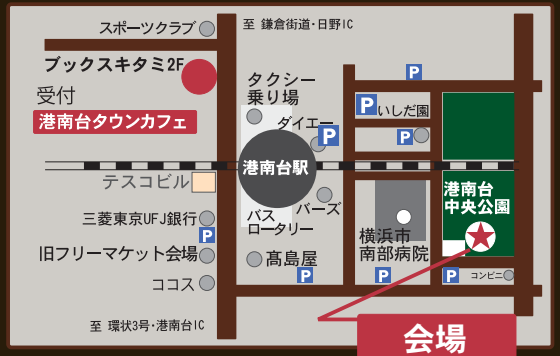 スポーツクラブ
至 鎌倉街道・日野IC
ブックスキタミ2F
受付
港南台タウンカフェ
タクシー
乗り場
ダイエー
P
P
P
いしだ園
P
港南台駅
テスコビル
港南台
中央公園
三菱東京UFJ銀行
P
バス
ロータリー
バーズ
横浜市
南部病院
旧フリーマーケット会場
髙島屋
P
P
P
コンビニ
ココス
至 環状3号・港南台IC
会場